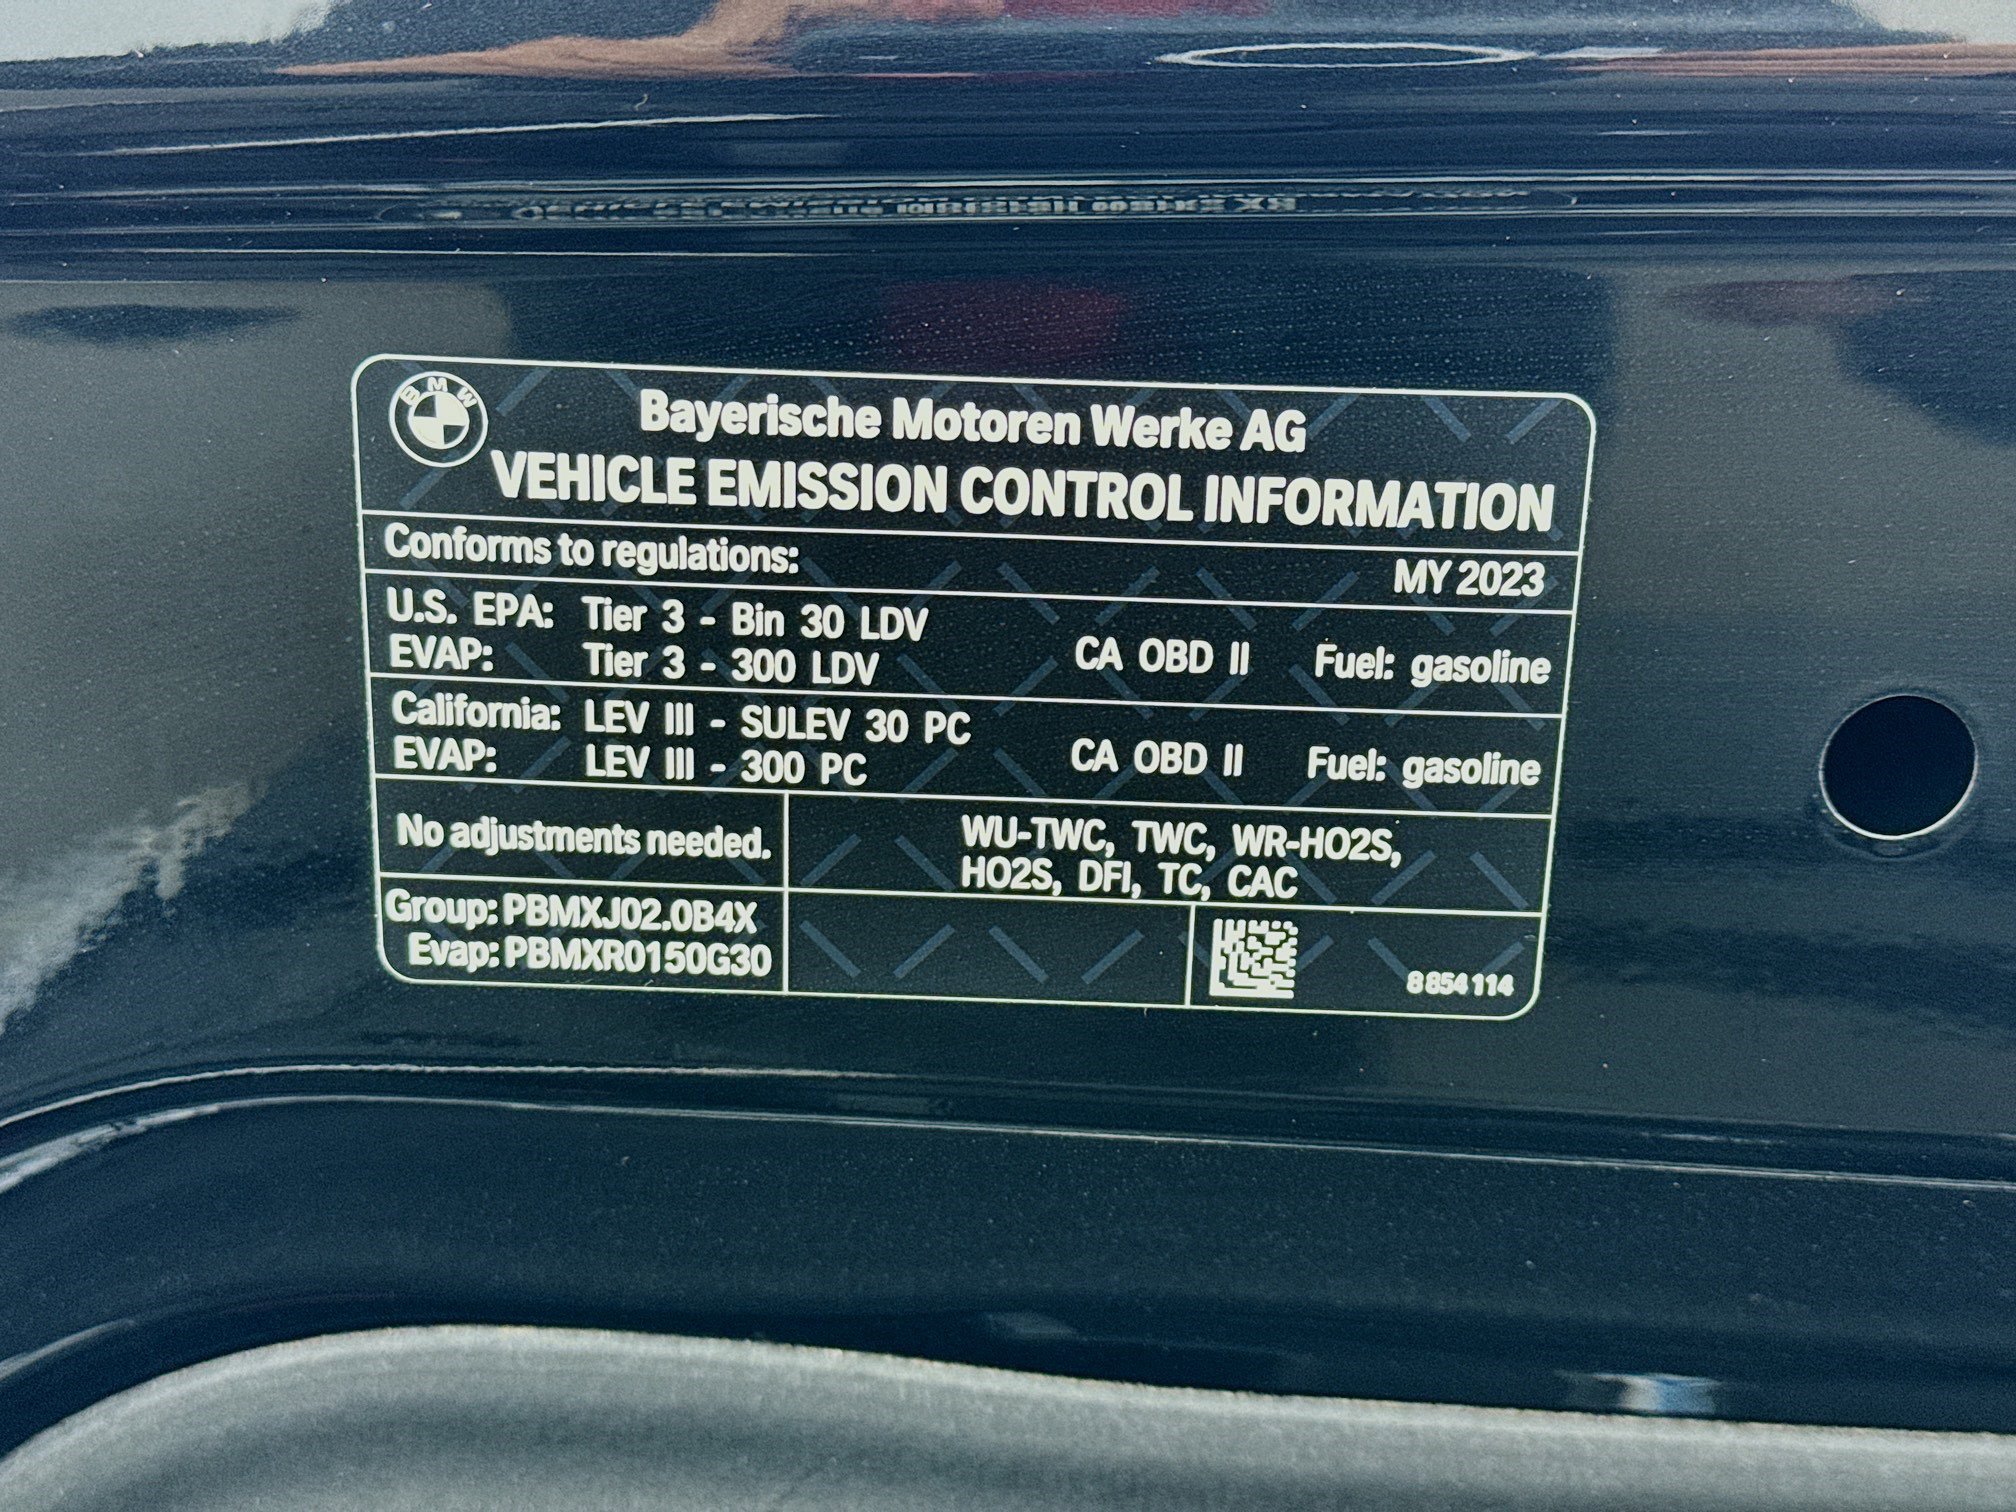 BMW
Bayerische Motoren Werke AG
VEHICLE EMISSION CONTROL INFORMATION
Conforms to regulations: MY 2023
U.S. EPA: Tier 3 - Bin 30 LDV
EVAP: Tier 3 - 300 LDV CA OBD II Fuel: gasoline
California: LEV III - SULEV 30 PC
EVAP: LEV III - 300 PC CA OBD II Fuel: gasoline
No adjustments needed.
WU-TWC, TWC, WR-HO2S,
HO2S, DFI, TC, CAC
Group: PBMXJ02.0B4X
Evap: PBMXR0150G30
8 854 114